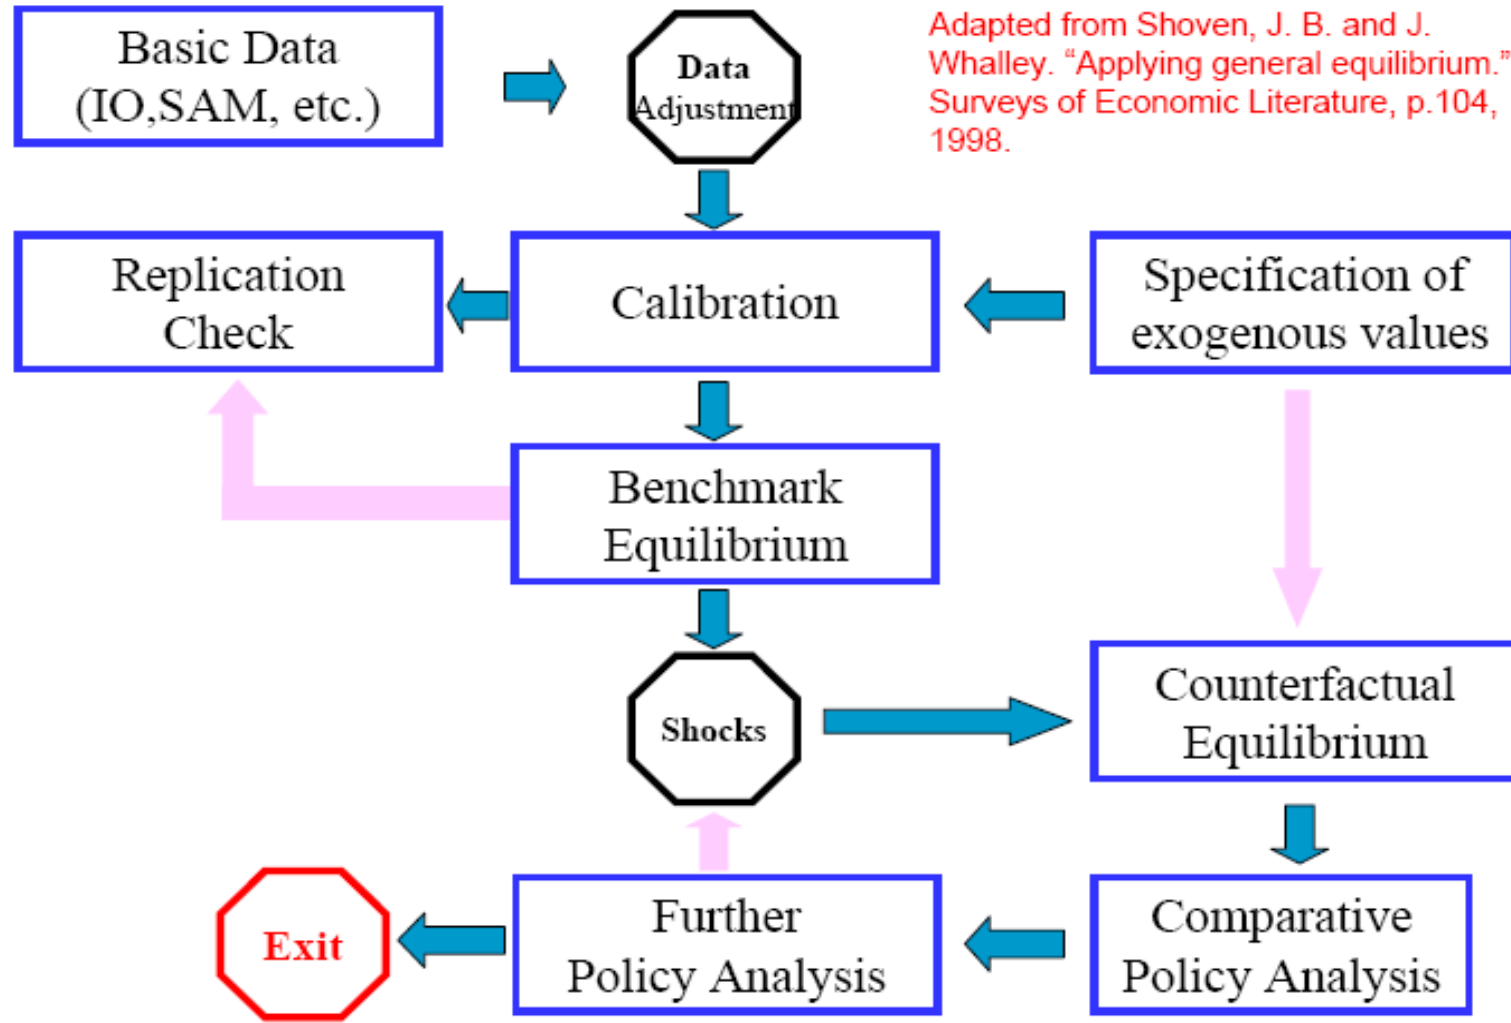 Basic Data
(IO,SAM, etc.)
Data
Adjustment
Adapted from Shoven, J. B. and J.
Whalley. “Applying general equilibrium.”
Surveys of Economic Literature, p.104,
1998.
Replication
Check
Calibration
Specification of
exogenous values
Benchmark
Equilibrium
Shocks
Counterfactual
Equilibrium
Exit
Further
Policy Analysis
Comparative
Policy Analysis